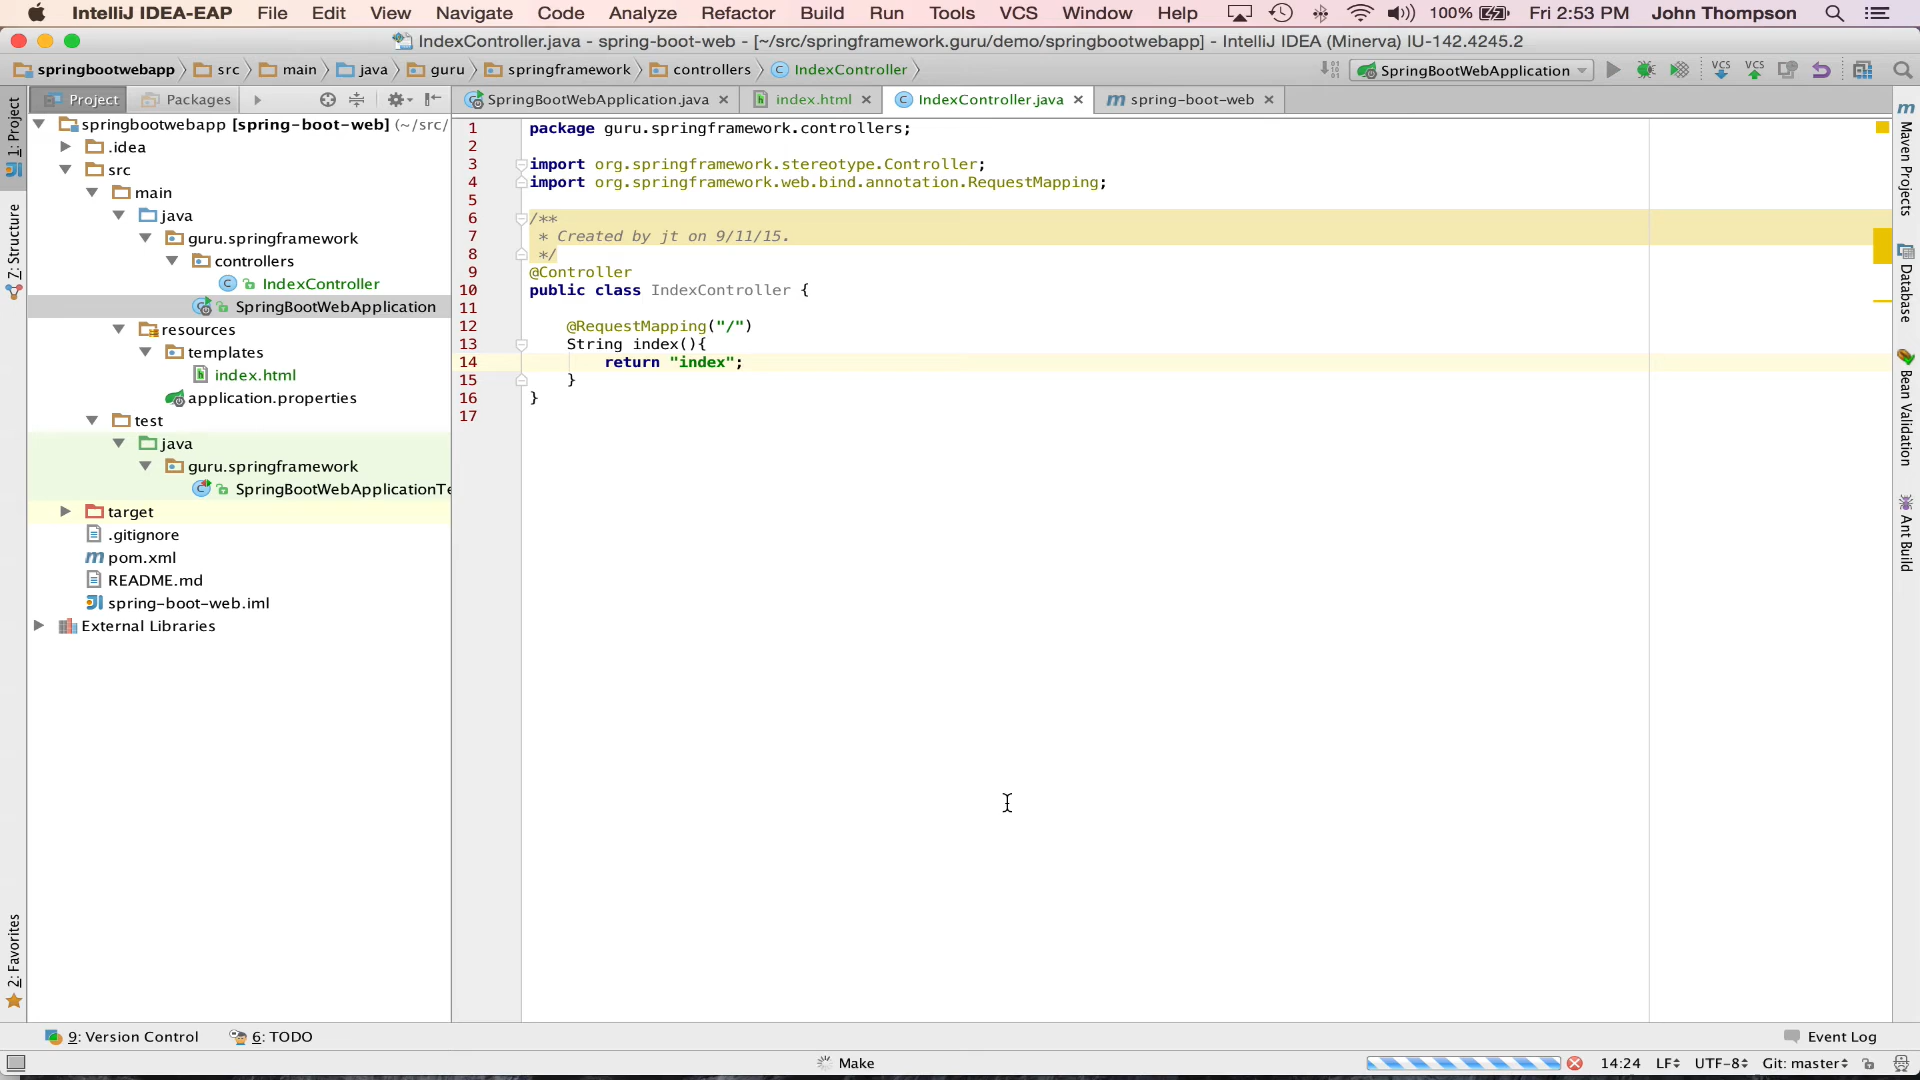 IntelliJ IDEA-EAP File Edit View Navigate Code Analyze Refactor Build Run Tools VCS Window Help 100% Fri 2:53 PM John Thompson
IndexController.java - spring-boot-web - [~/src/springframework.guru/demo/springbootwebapp] - IntelliJ IDEA (Minerva) IU-142.4245.2
springbootwebapp src main java guru springframework controllers IndexController SpringBootWebApplication VCS VCS
Project Packages SpringBootWebApplication.java index.html IndexController.java spring-boot-web
1: Project
Z: Structure
2: Favorites
springbootwebapp [spring-boot-web] (~/src/
.idea
src
main
java
guru.springframework
controllers
IndexController
SpringBootWebApplication
resources
templates
index.html
application.properties
test
java
guru.springframework
SpringBootWebApplicationTe
target
.gitignore
pom.xml
README.md
spring-boot-web.iml
External Libraries
1 package guru.springframework.controllers;
2
3 import org.springframework.stereotype.Controller;
4 import org.springframework.web.bind.annotation.RequestMapping;
5
6 /**
7 * Created by jt on 9/11/15.
8 */
9 @Controller
10 public class IndexController {
11
12 @RequestMapping("/")
13 String index(){
14 return "index";
15 }
16 }
17
Maven Projects
Database
Bean Validation
Ant Build
9: Version Control 6: TODO Event Log
Make 14:24 LF UTF-8 Git: master